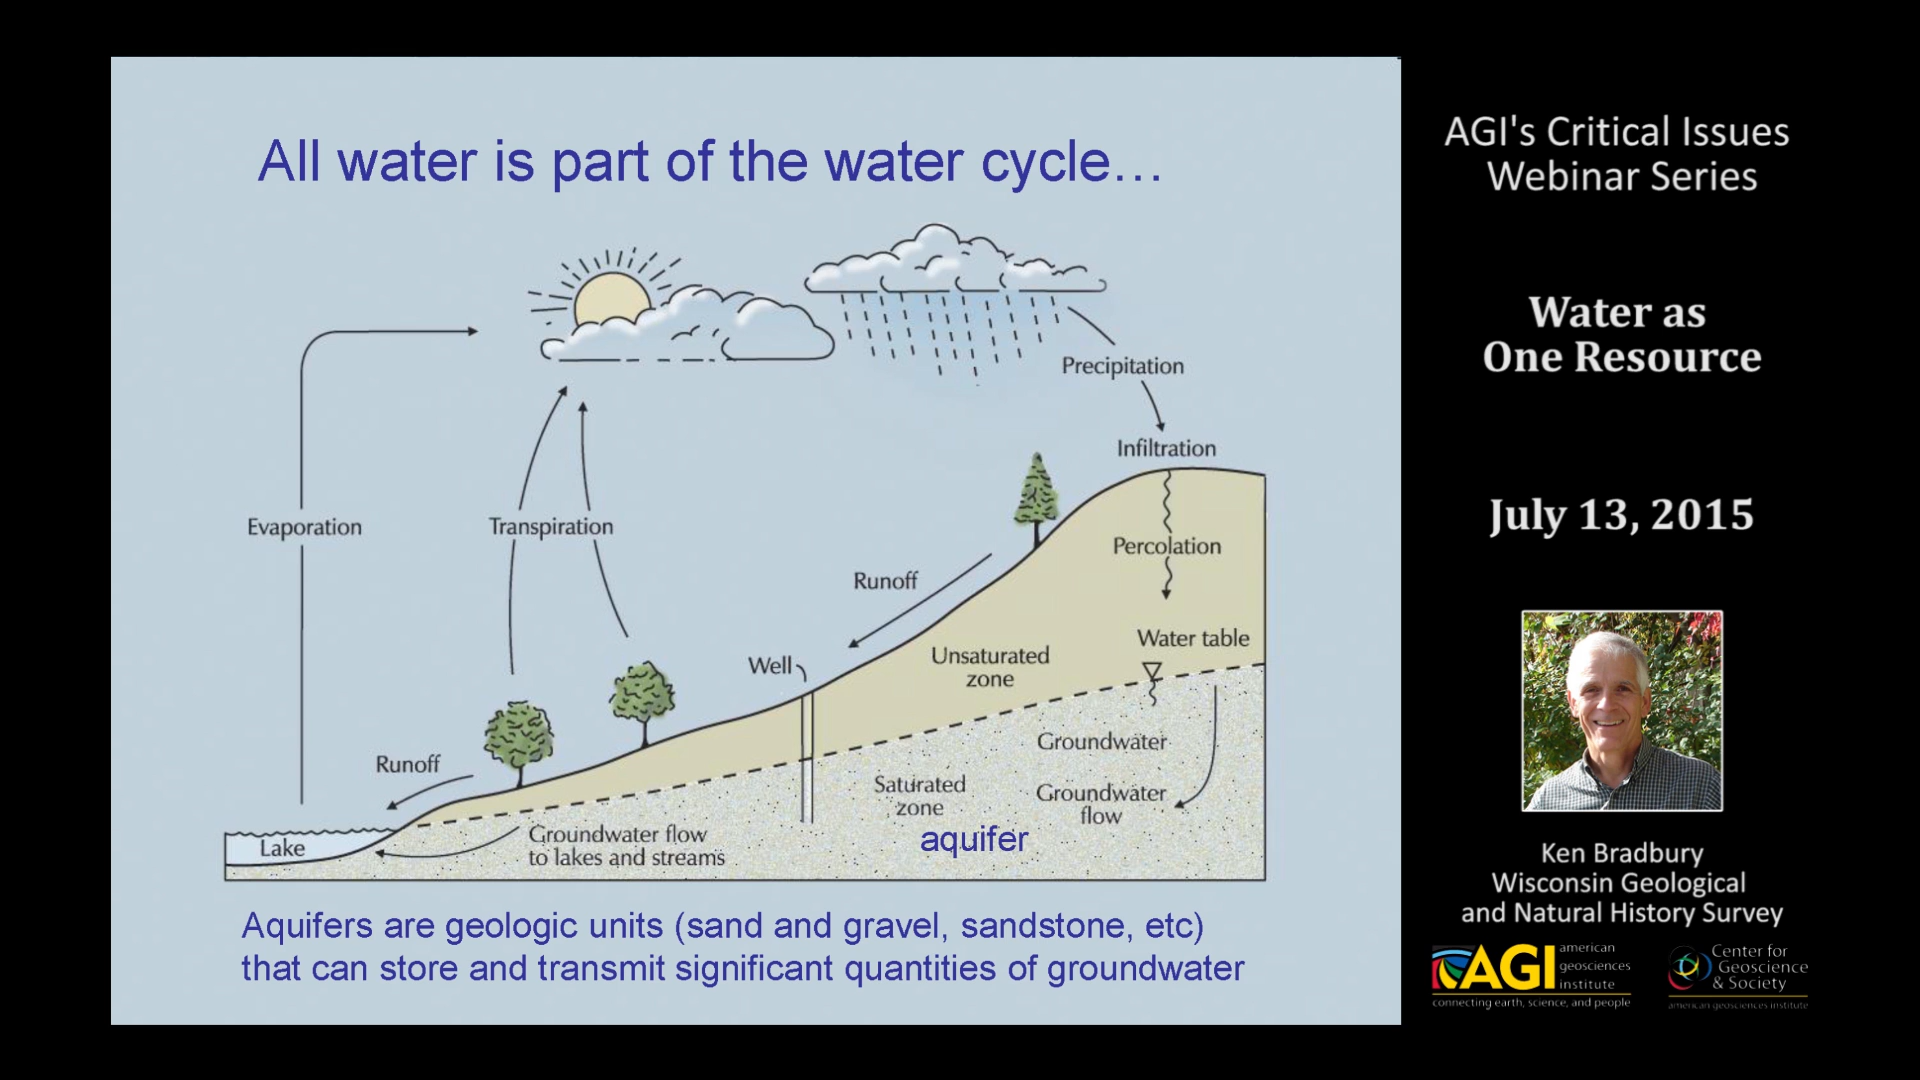 All water is part of the water cycle…
Precipitation
Infiltration
Evaporation
Transpiration
Percolation
Runoff
Water table
Unsaturated
zone
Well
Groundwater
Runoff
Saturated
zone
Groundwater
flow
Groundwater flow
to lakes and streams
aquifer
Lake
Aquifers are geologic units (sand and gravel, sandstone, etc)
that can store and transmit significant quantities of groundwater
AGI's Critical Issues
Webinar Series
Water as
One Resource
July 13, 2015
Ken Bradbury
Wisconsin Geological
and Natural History Survey
AGI
american
geosciences
institute
connecting earth, science, and people
Center for
Geoscience
& Society
american geosciences institute